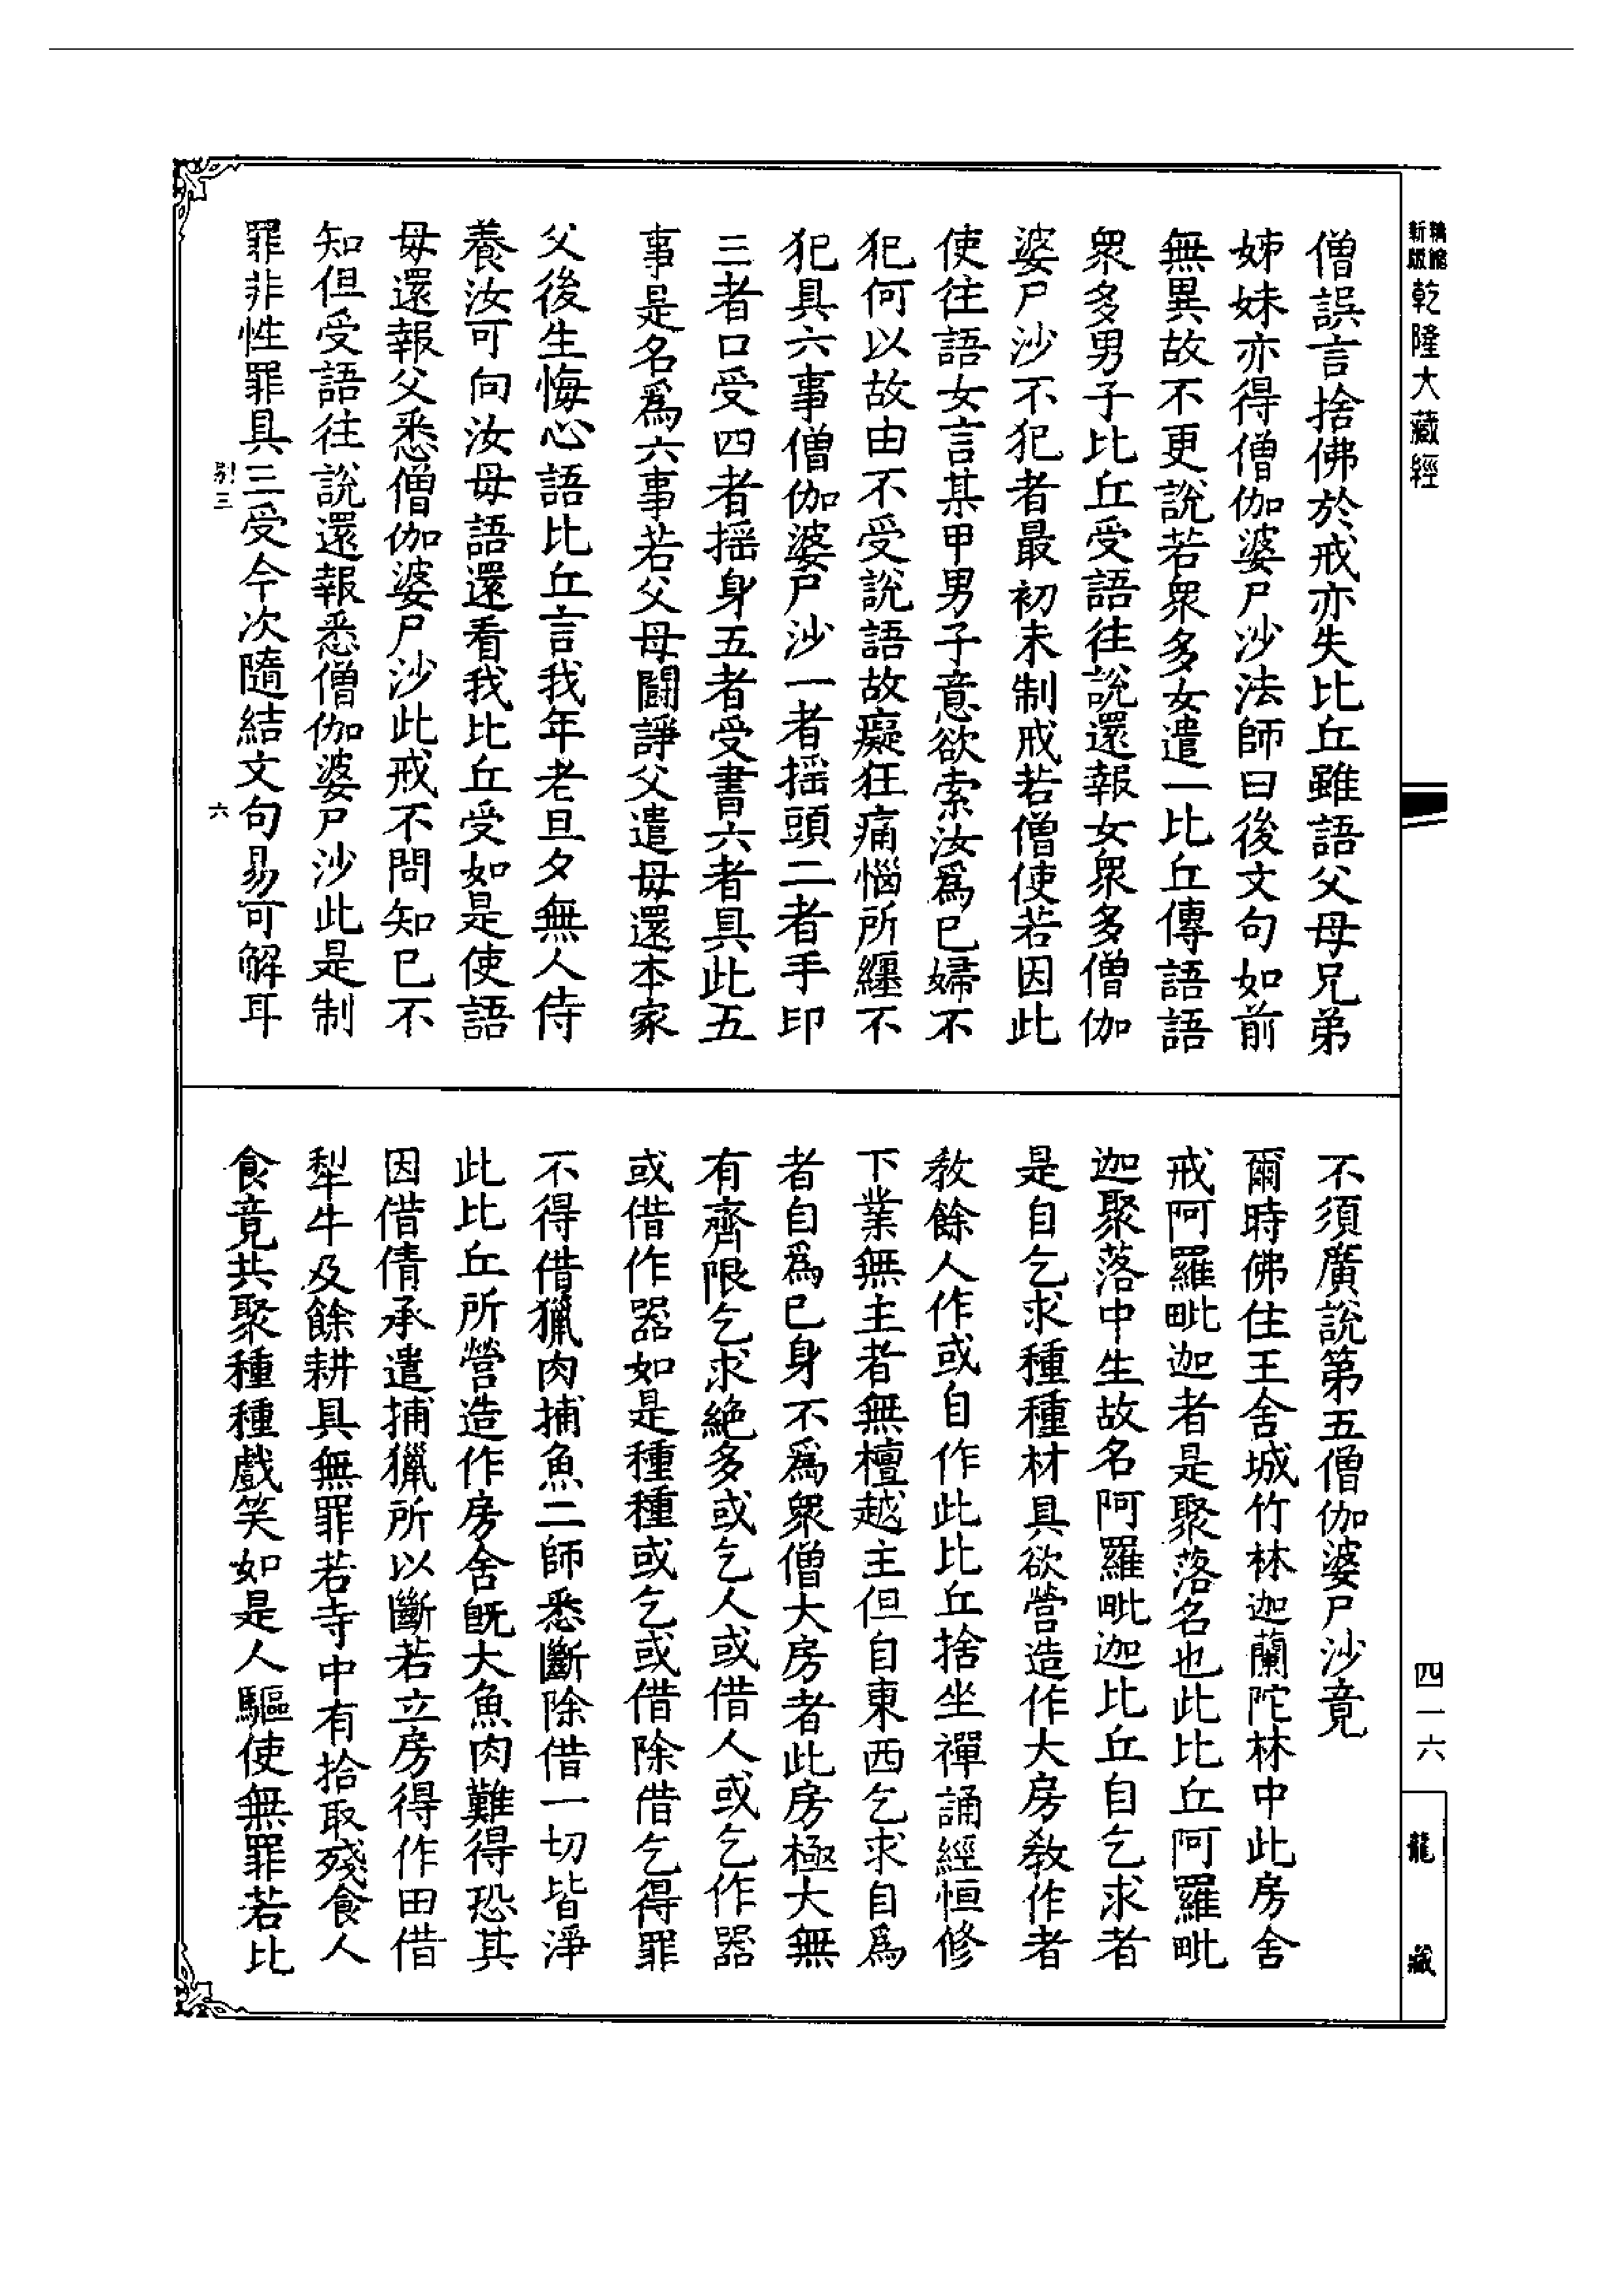 新版
精縮
乾隆大藏經
四一六
龍藏
僧誤言捨佛於戒亦失比丘雖語父母兄弟
姊妹亦得僧伽婆尸沙法師曰後文句如前
無異故不更說若衆多女遣一比丘傳語語
衆多男子比丘受語往說還報女衆多僧伽
婆尸沙不犯者最初未制戒若僧使若因此
使往語女言某甲男子意欲索汝爲已婦不
犯何以故由不受說語故癡狂痛惱所纏不
犯具六事僧伽婆尸沙一者摇頭二者手印
三者口受四者摇身五者受書六者具此五
事是名爲六事若父母鬪諍父遣母還本家
父後生悔心語比丘言我年老旦夕無人侍
養汝可向汝母語還看我比丘受如是使語
母還報父悉僧伽婆尸沙此戒不問知已不
知但受語往說還報悉僧伽婆尸沙此是制
罪非性罪具三受今次隨結文句易可解耳
別三
六
不須廣說第五僧伽婆尸沙竟
爾時佛住王舍城竹林迦蘭陀林中此房舍
戒阿羅毗迦者是聚落名也此比丘阿羅毗
迦聚落中生故名阿羅毗迦比丘自乞求者
是自乞求種種材具欲營造作大房教作者
教餘人作或自作此比丘捨坐禪誦經恒修
下業無主者無檀越主但自東西乞求自爲
者自爲已身不爲衆僧大房者此房極大無
有齊限乞求絕多或乞人或借人或乞作器
或借作器如是種種或乞或借除借乞得罪
不得借獵肉捕魚二師悉斷除借一切皆淨
此比丘所營造作房舍旣大魚肉難得恐其
因借倩承遣捕獵所以斷若立房得作田借
犁牛及餘耕具無罪若寺中有拾取殘食人
食竟共聚種種戲笑如是人驅使無罪若比